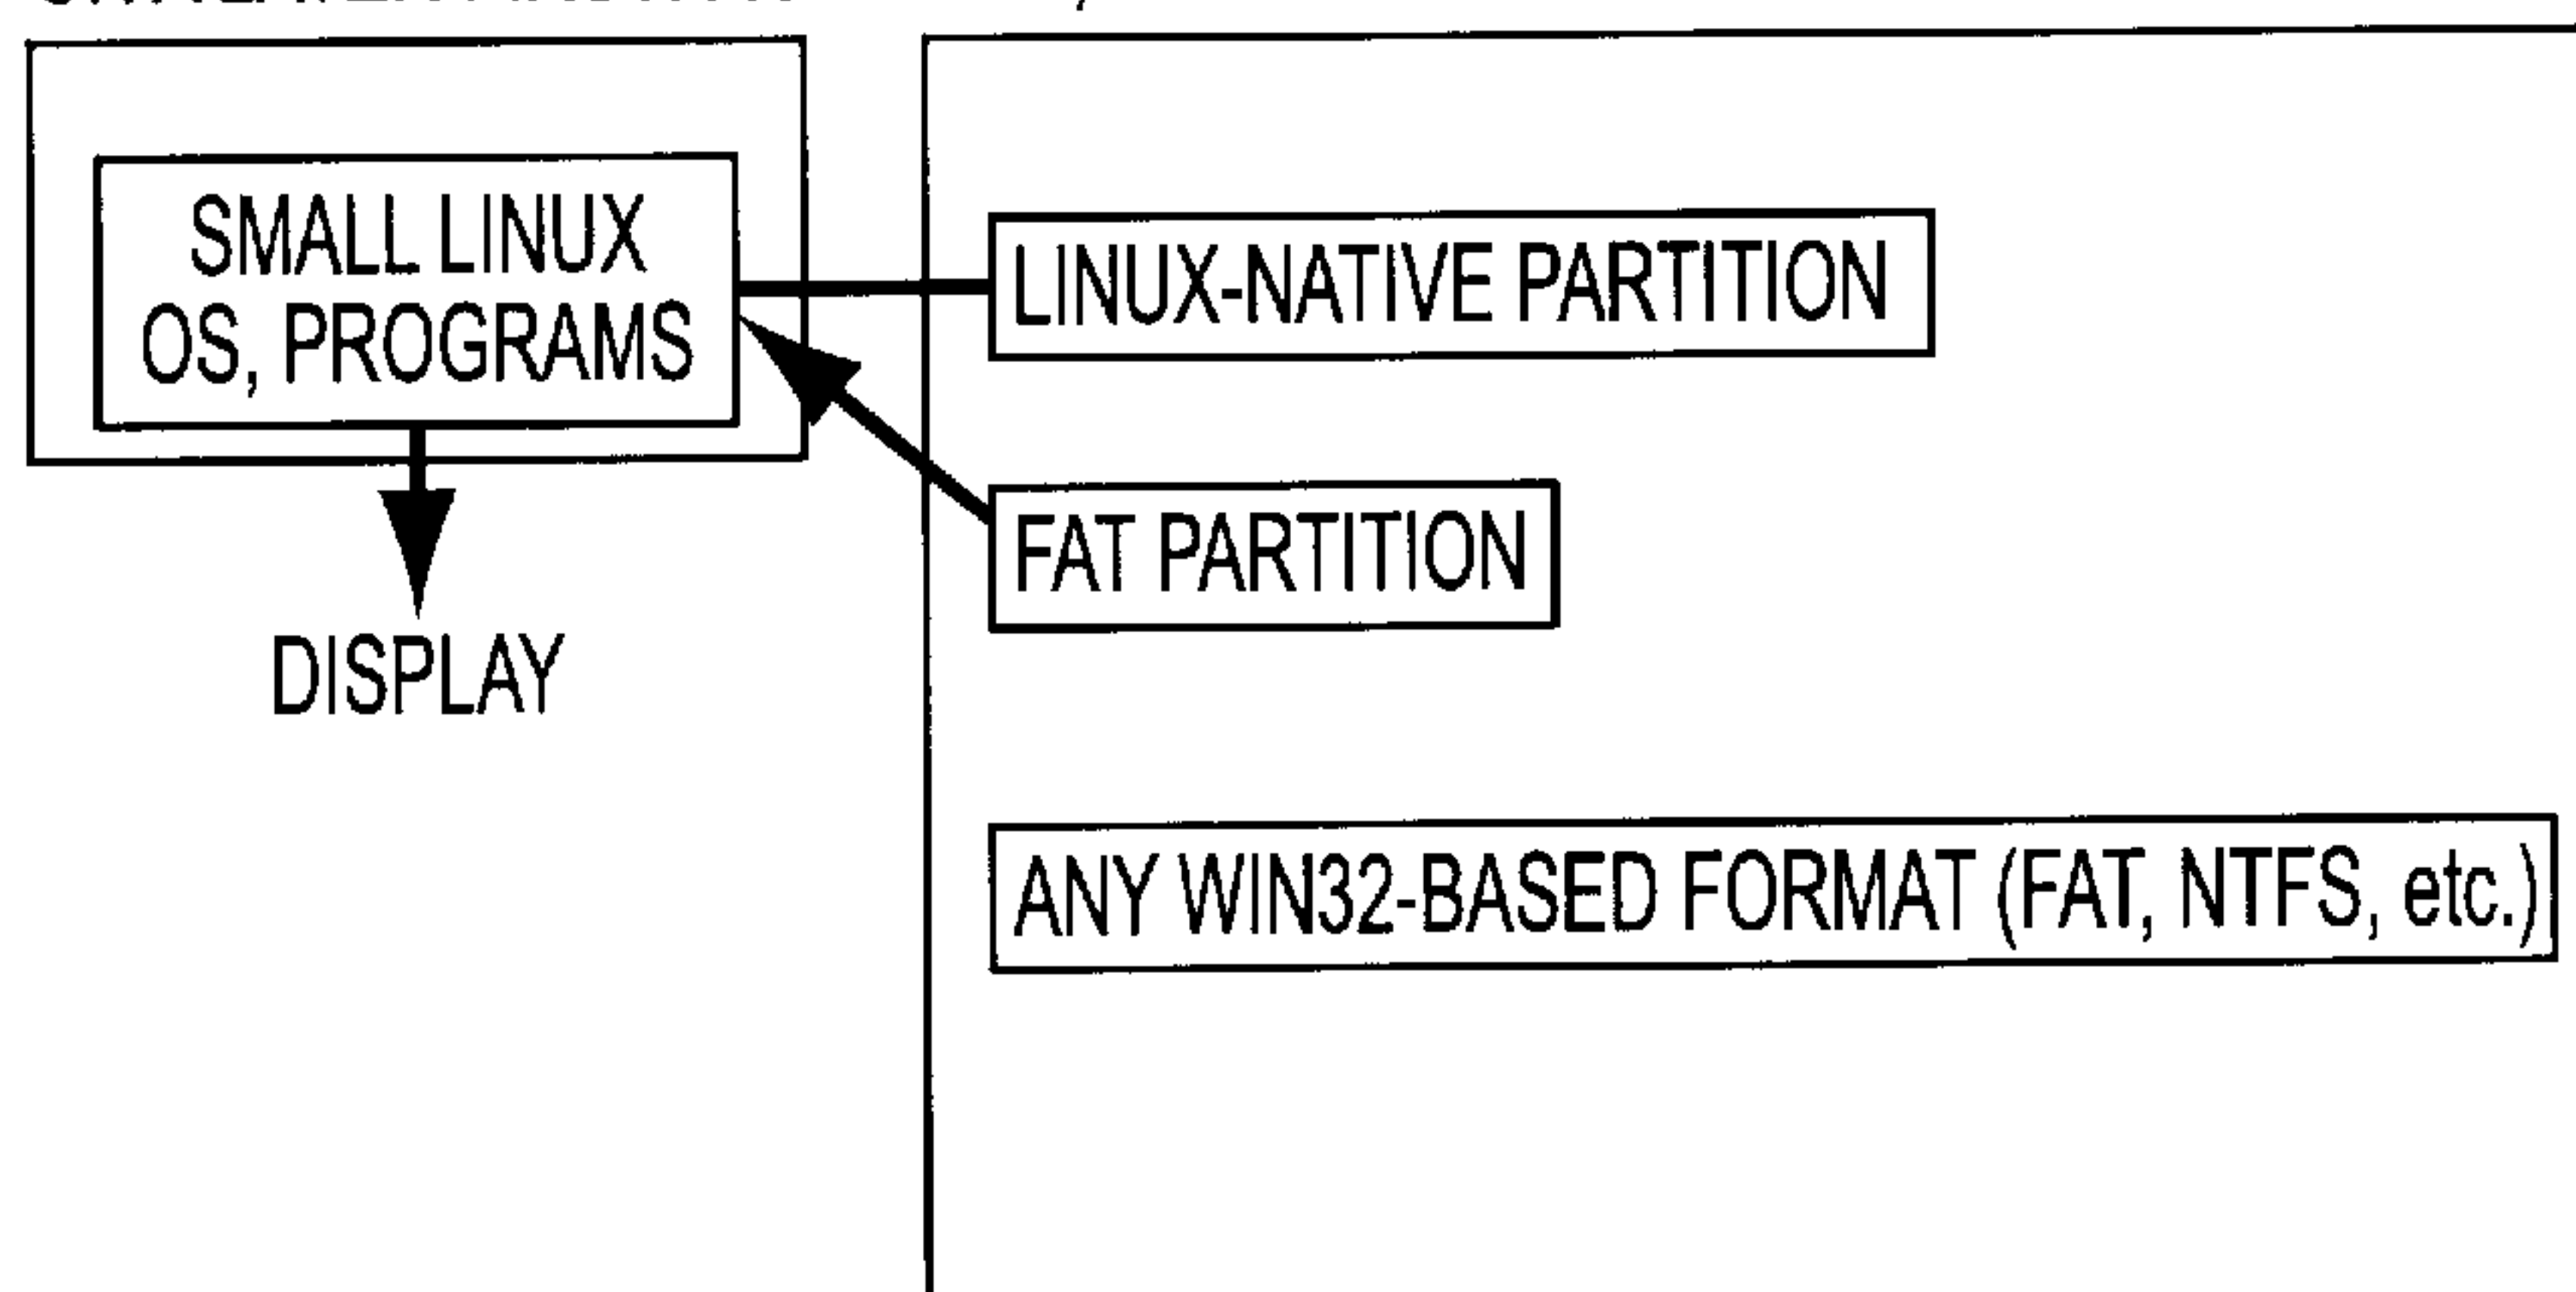 SMALL LINUX
OS, PROGRAMS
LINUX-NATIVE PARTITION
FAT PARTITION
DISPLAY
ANY WIN32-BASED FORMAT (FAT, NTFS, etc.)